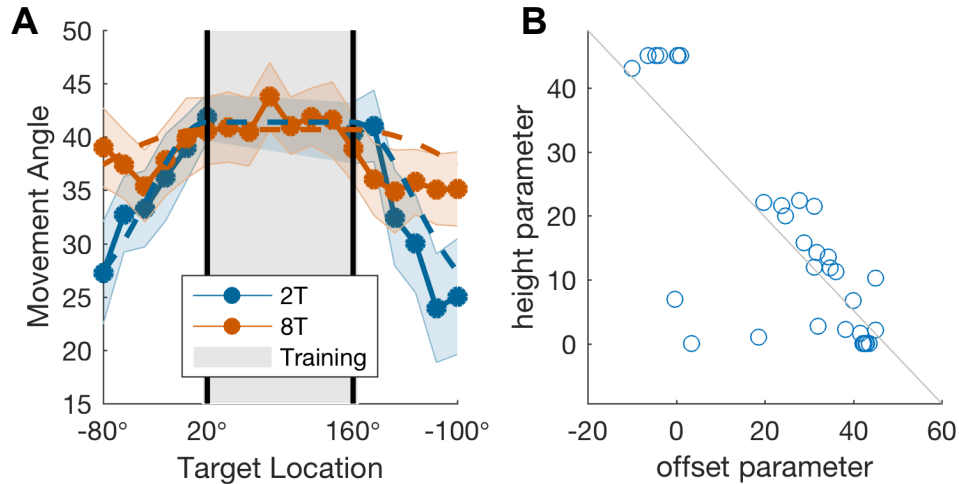 A
50
45
40
35
30
25
20
15
Movement Angle
2T
8T
Training
-80°
20°
160°
-100°
Target Location
B
40
30
20
10
0
height parameter
-20
0
20
40
60
offset parameter